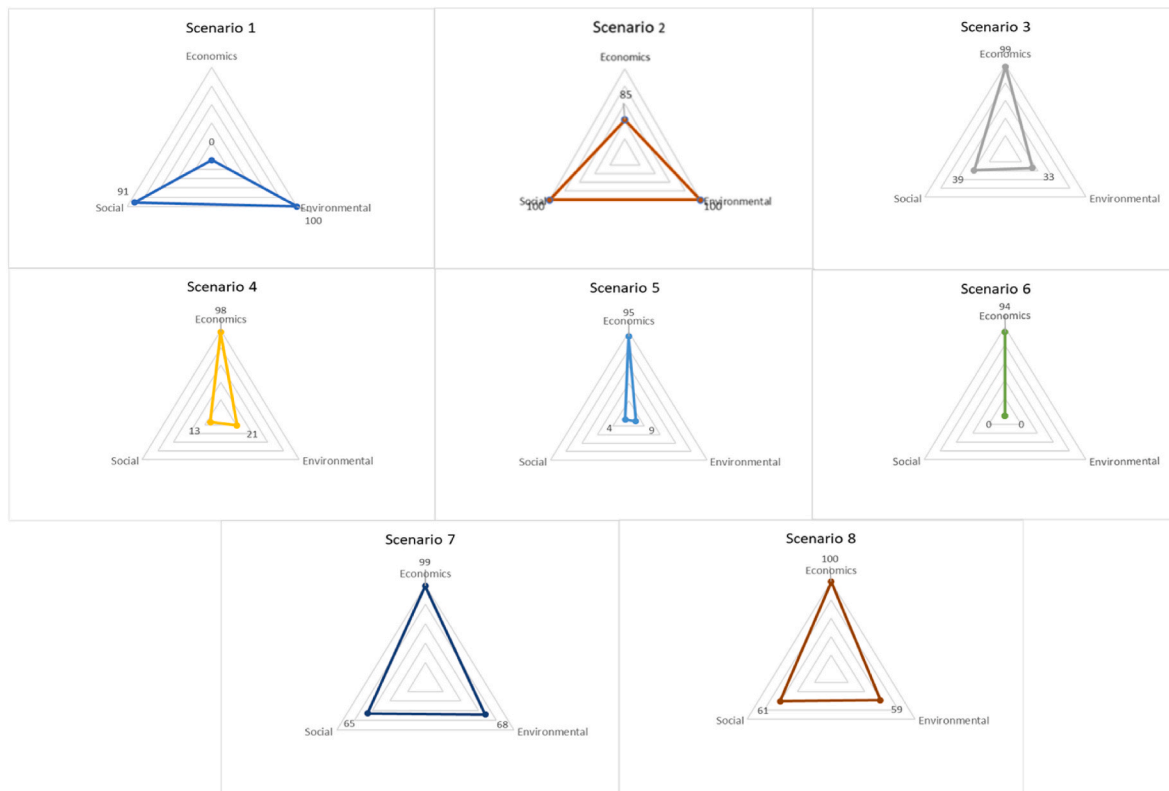 Scenario 1
Economics
0
91
Social
Environmental
100
Scenario 2
Economics
85
Social
100
Environmental
100
Scenario 3
99
Economics
39
33
Social
Environmental
Scenario 4
98
Economics
13
21
Social
Environmental
Scenario 5
95
Economics
4
9
Social
Environmental
Scenario 6
94
Economics
0
0
Social
Environmental
Scenario 7
99
Economics
65
68
Social
Environmental
Scenario 8
100
Economics
61
59
Social
Environmental